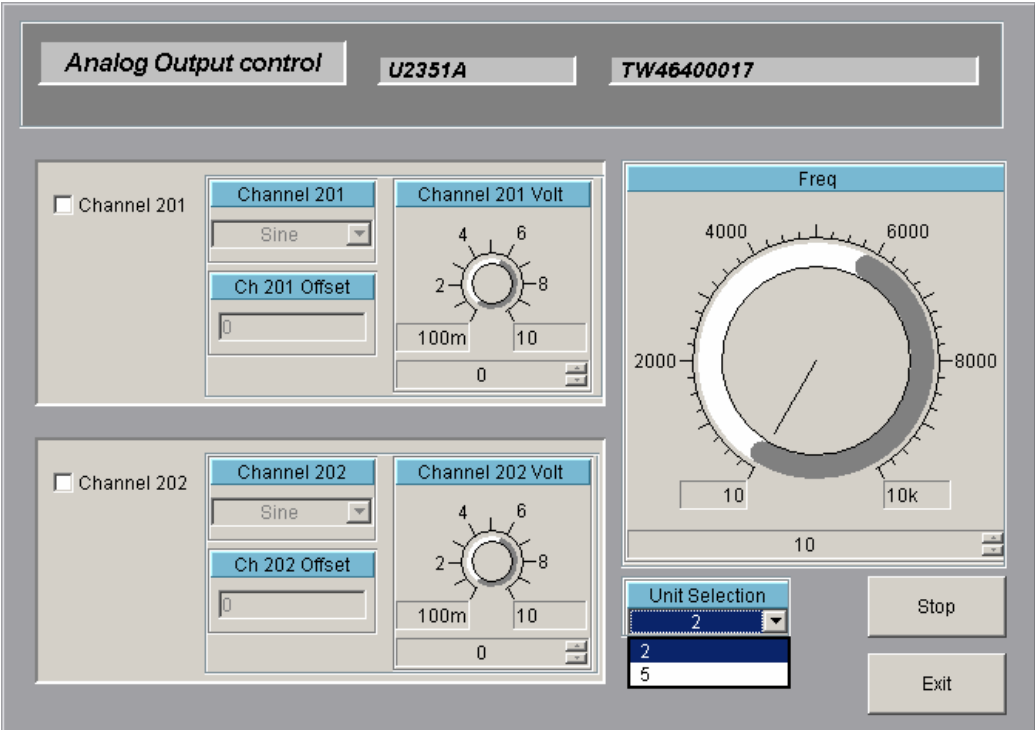 Analog Output control
U2351A
TW46400017
Channel 201
Channel 201
Sine
Ch 201 Offset
0
Channel 201 Volt
4 6
2 8
100m 10
0
Channel 202
Channel 202
Sine
Ch 202 Offset
0
Channel 202 Volt
4 6
2 8
100m 10
0
Freq
4000 6000
2000 8000
10 10k
10
Unit Selection
2
2
5
Stop
Exit